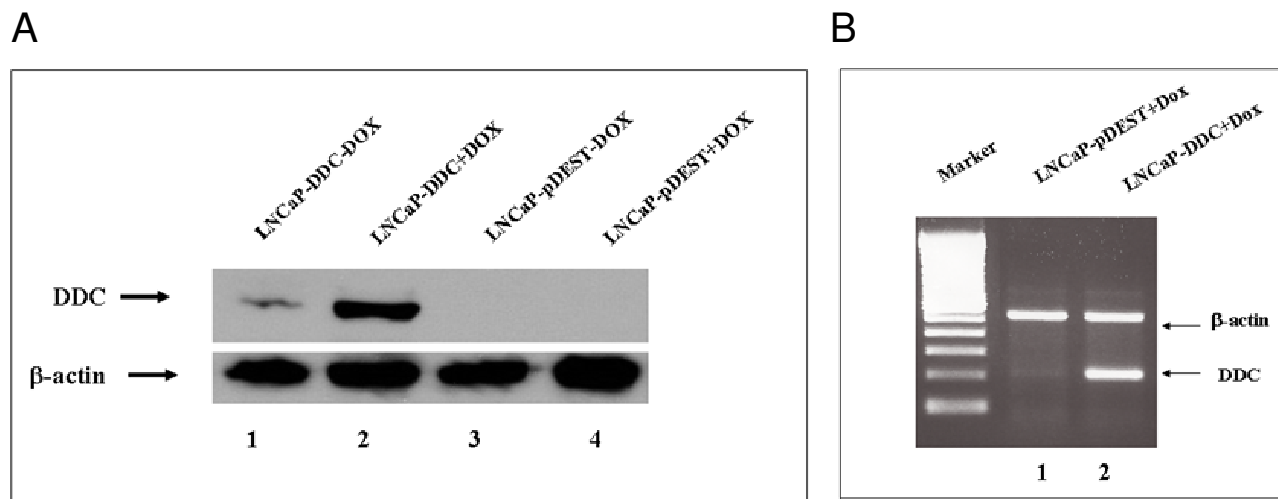 A
LNCaP-DDC-DOX
LNCaP-DDC+DOX
LNCaP-pDEST-DOX
LNCaP-pDEST+DOX
DDC
β-actin
1 2 3 4
B
Marker
LNCaP-pDEST+Dox
LNCaP-DDC+Dox
β-actin
DDC
1 2